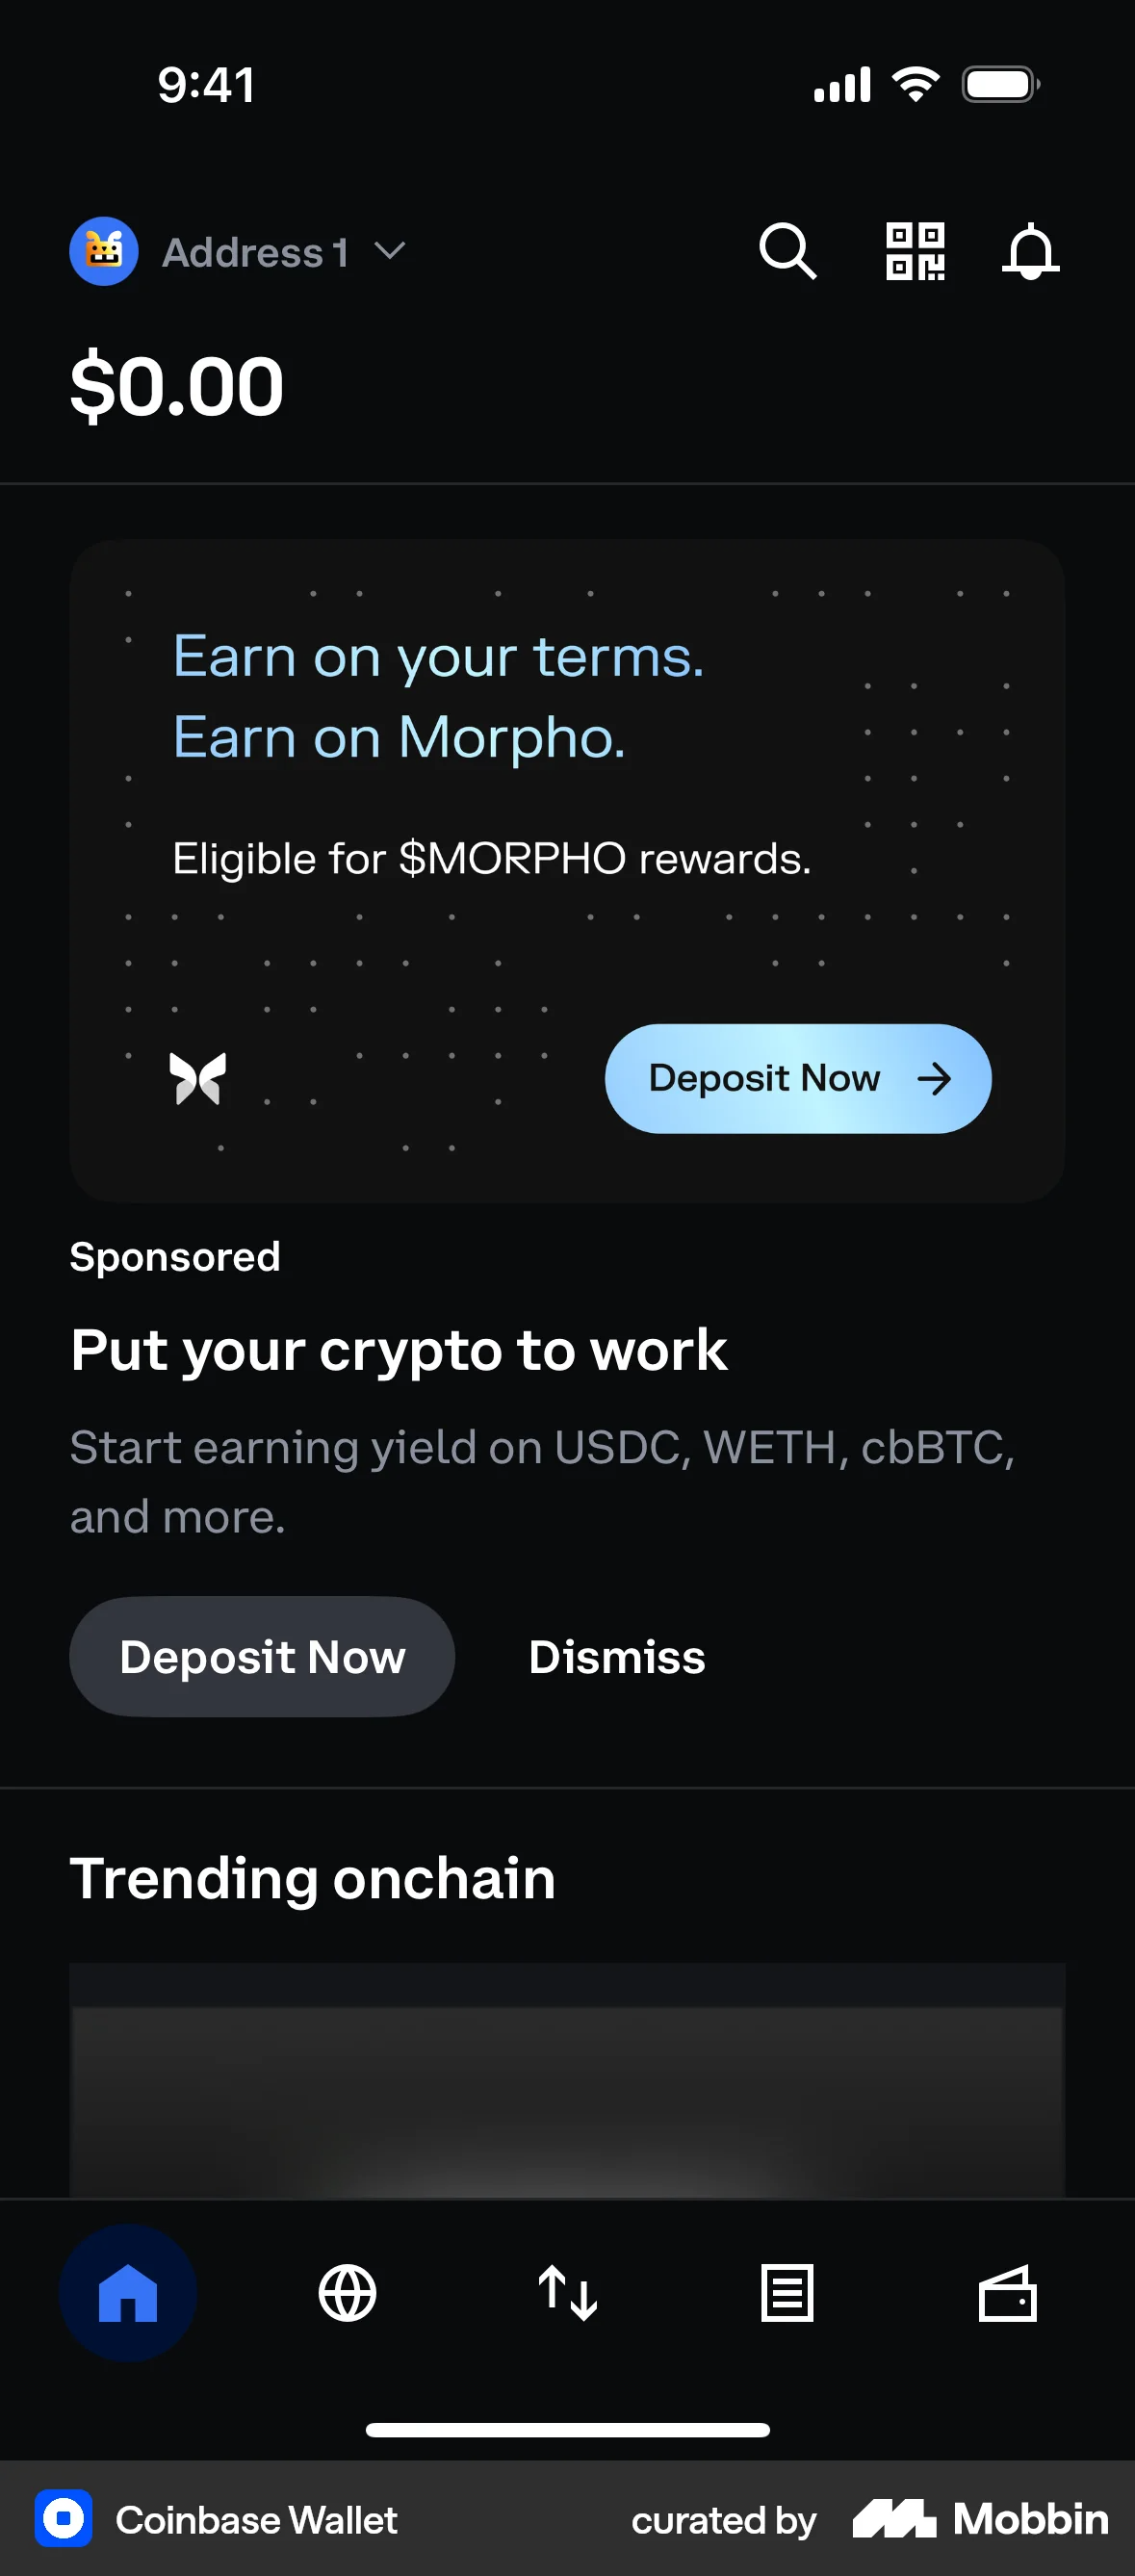 9:41
Address 1
$0.00
Earn on your terms.
Earn on Morpho.
Eligible for $MORPHO rewards.
Deposit Now
Sponsored
Put your crypto to work
Start earning yield on USDC, WETH, cbBTC,
and more.
Deposit Now
Dismiss
Trending onchain
Coinbase Wallet
curated by
Mobbin